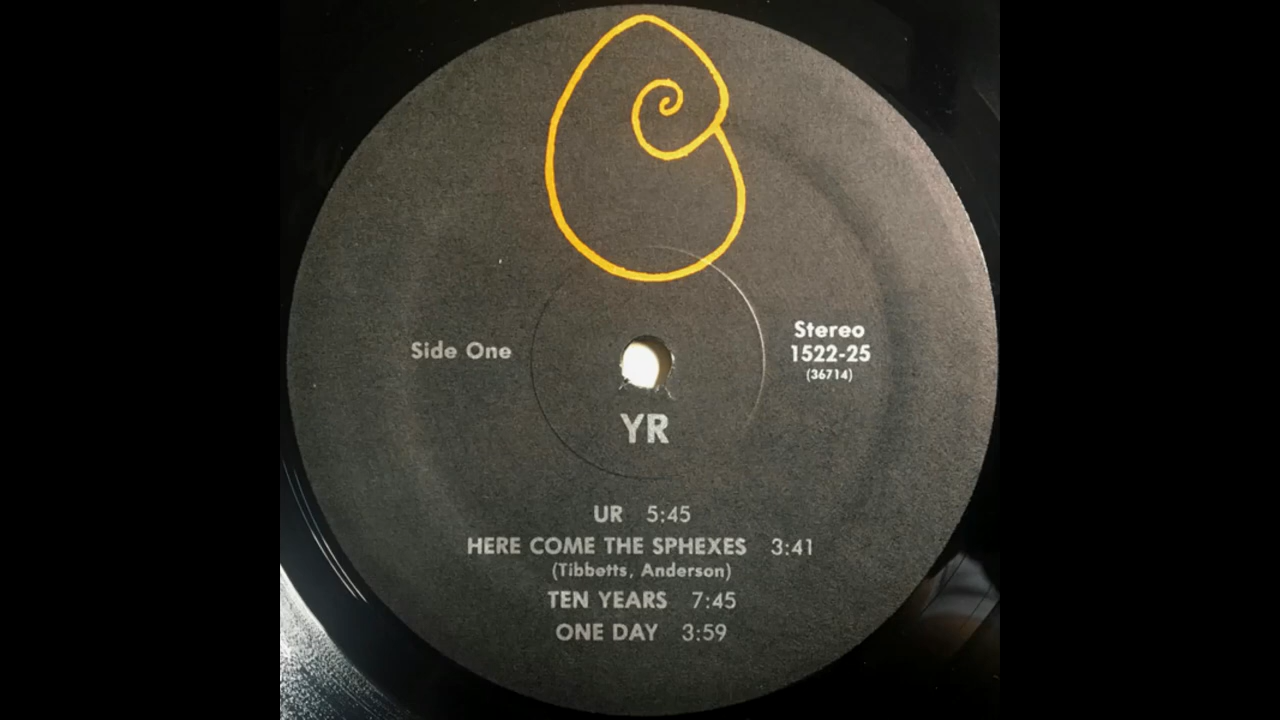 Side One
Stereo
1522-25
(36714)
YR
UR 5:45
HERE COME THE SPHEXES 3:41
(Tibbetts, Anderson)
TEN YEARS 7:45
ONE DAY 3:59